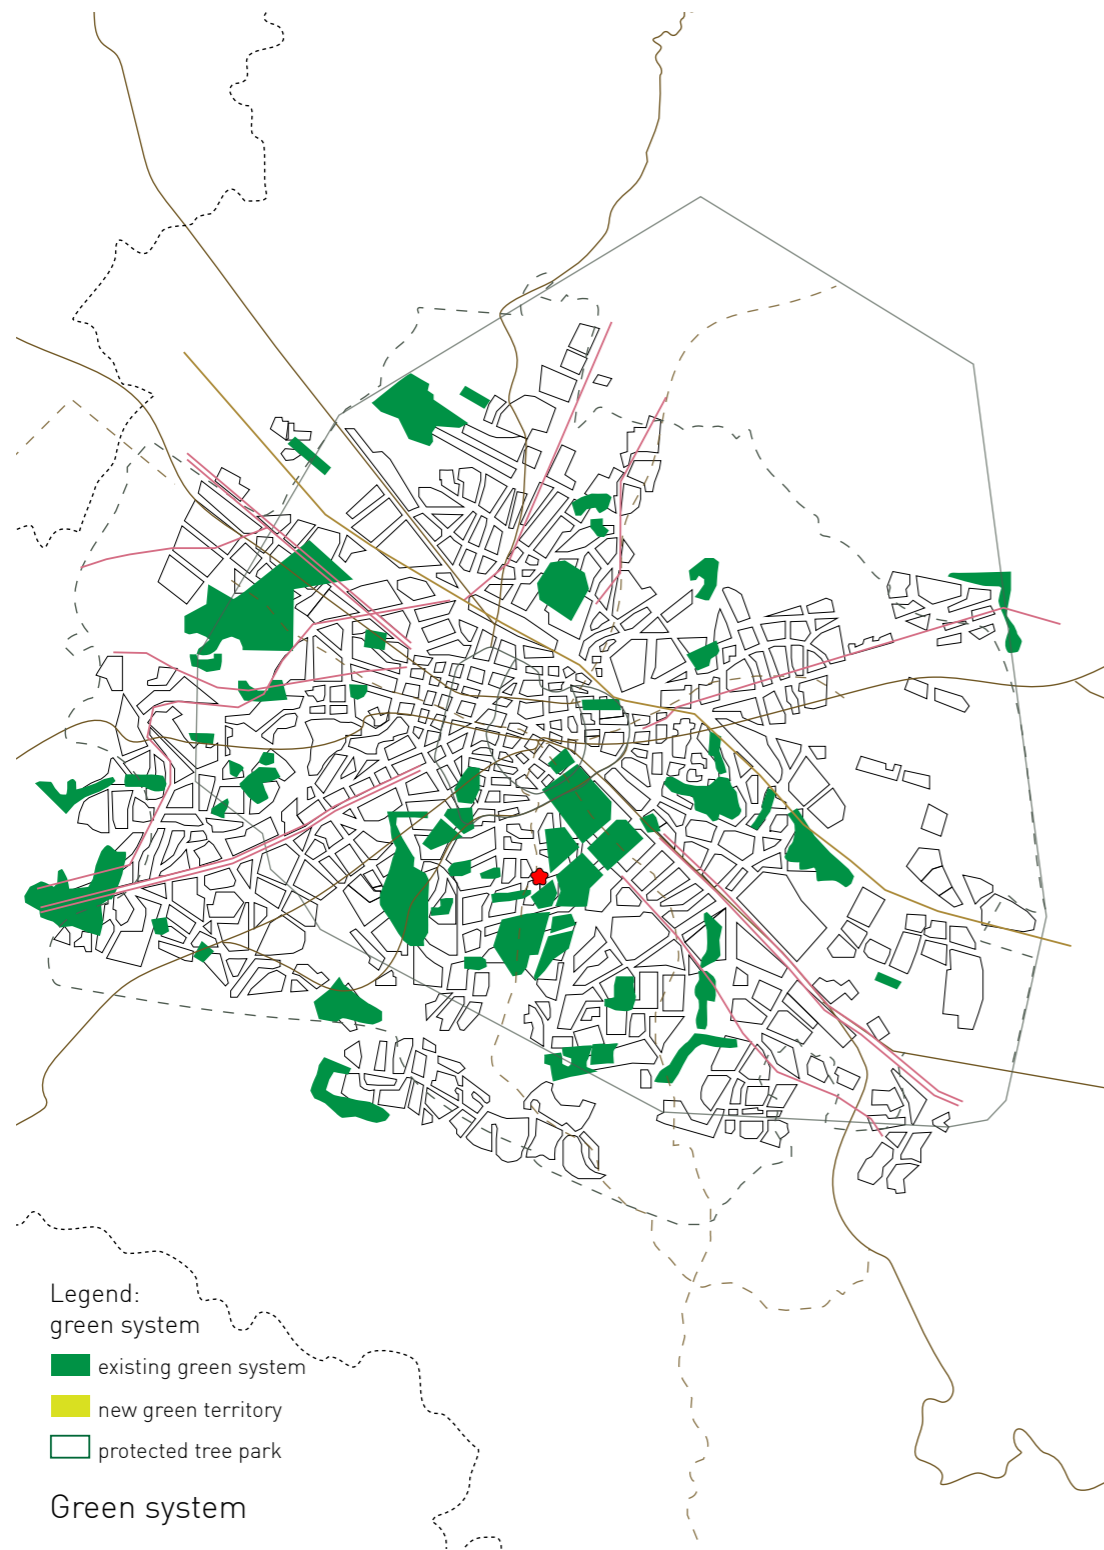 Legend:
green system
existing green system
new green territory
protected tree park
Green system